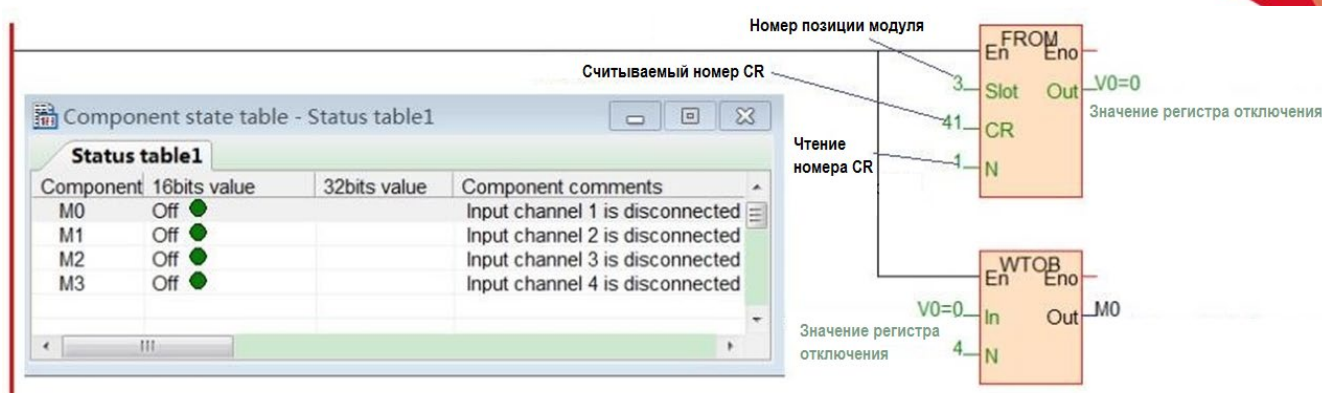 Номер позиции модуля
FROM
En Eno
Считываемый номер CR
3 Slot Out V0=0
Значение регистра отключения
41 CR
Чтение
номера CR
1 N
Component state table - Status table1
Status table1
Component 16bits value 32bits value Component comments
M0 Off Input channel 1 is disconnected
M1 Off Input channel 2 is disconnected
M2 Off Input channel 3 is disconnected
M3 Off Input channel 4 is disconnected
WTOB
En Eno
V0=0 In Out M0
Значение регистра
отключения
4 N